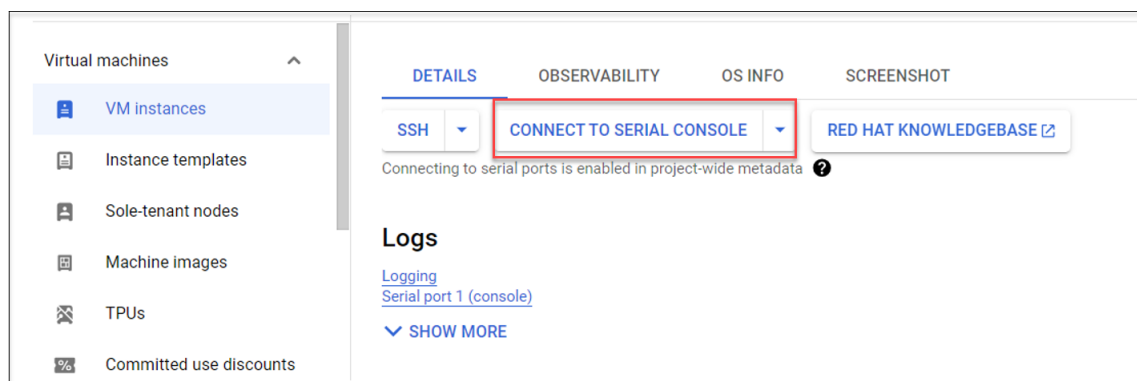 Virtual machines
VM instances
Instance templates
Sole-tenant nodes
Machine images
TPUs
Committed use discounts
DETAILS OBSERVABILITY OS INFO SCREENSHOT
SSH CONNECT TO SERIAL CONSOLE RED HAT KNOWLEDGEBASE
Connecting to serial ports is enabled in project-wide metadata ?
Logs
Logging
Serial port 1 (console)
SHOW MORE